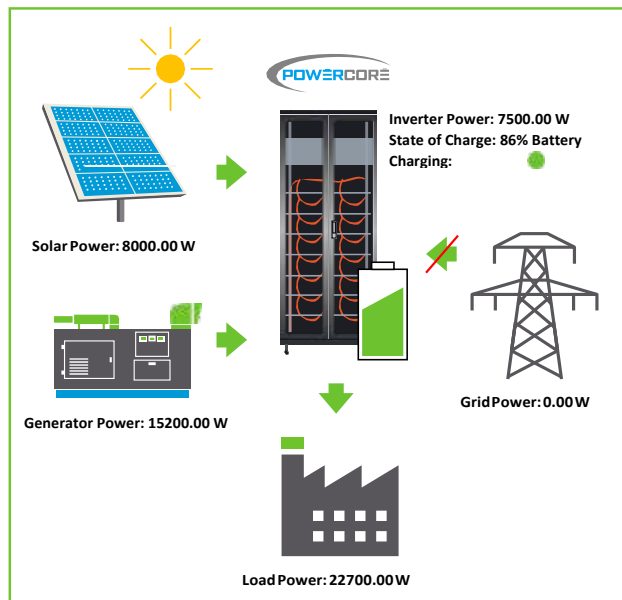 POWERCORE
Inverter Power: 7500.00 W
State of Charge: 86% Battery
Charging:
Solar Power: 8000.00 W
Generator Power: 15200.00 W
Grid Power: 0.00 W
Load Power: 22700.00 W